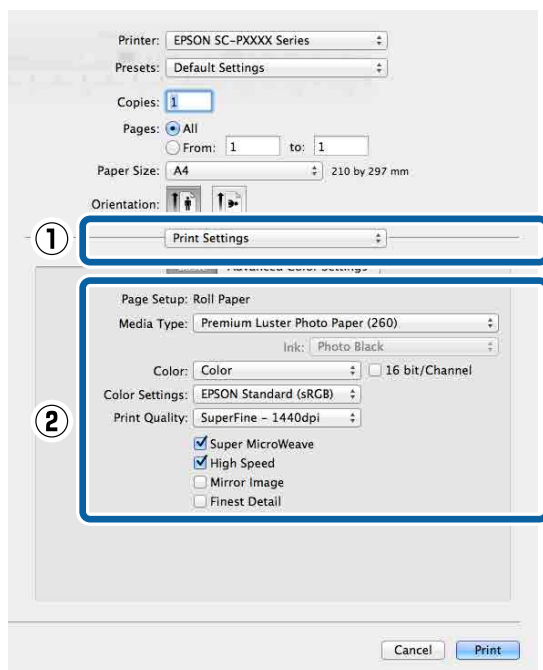 Printer: EPSON SC-PXXXX Series
Presets: Default Settings
Copies: 1
Pages: All
From: 1 to: 1
Paper Size: A4 210 by 297 mm
Orientation:
1 Print Settings
Advanced Color Settings
2
Page Setup: Roll Paper
Media Type: Premium Luster Photo Paper (260)
Ink: Photo Black
Color: Color 16 bit/Channel
Color Settings: EPSON Standard (sRGB)
Print Quality: SuperFine – 1440dpi
Super MicroWeave
High Speed
Mirror Image
Finest Detail
Cancel Print